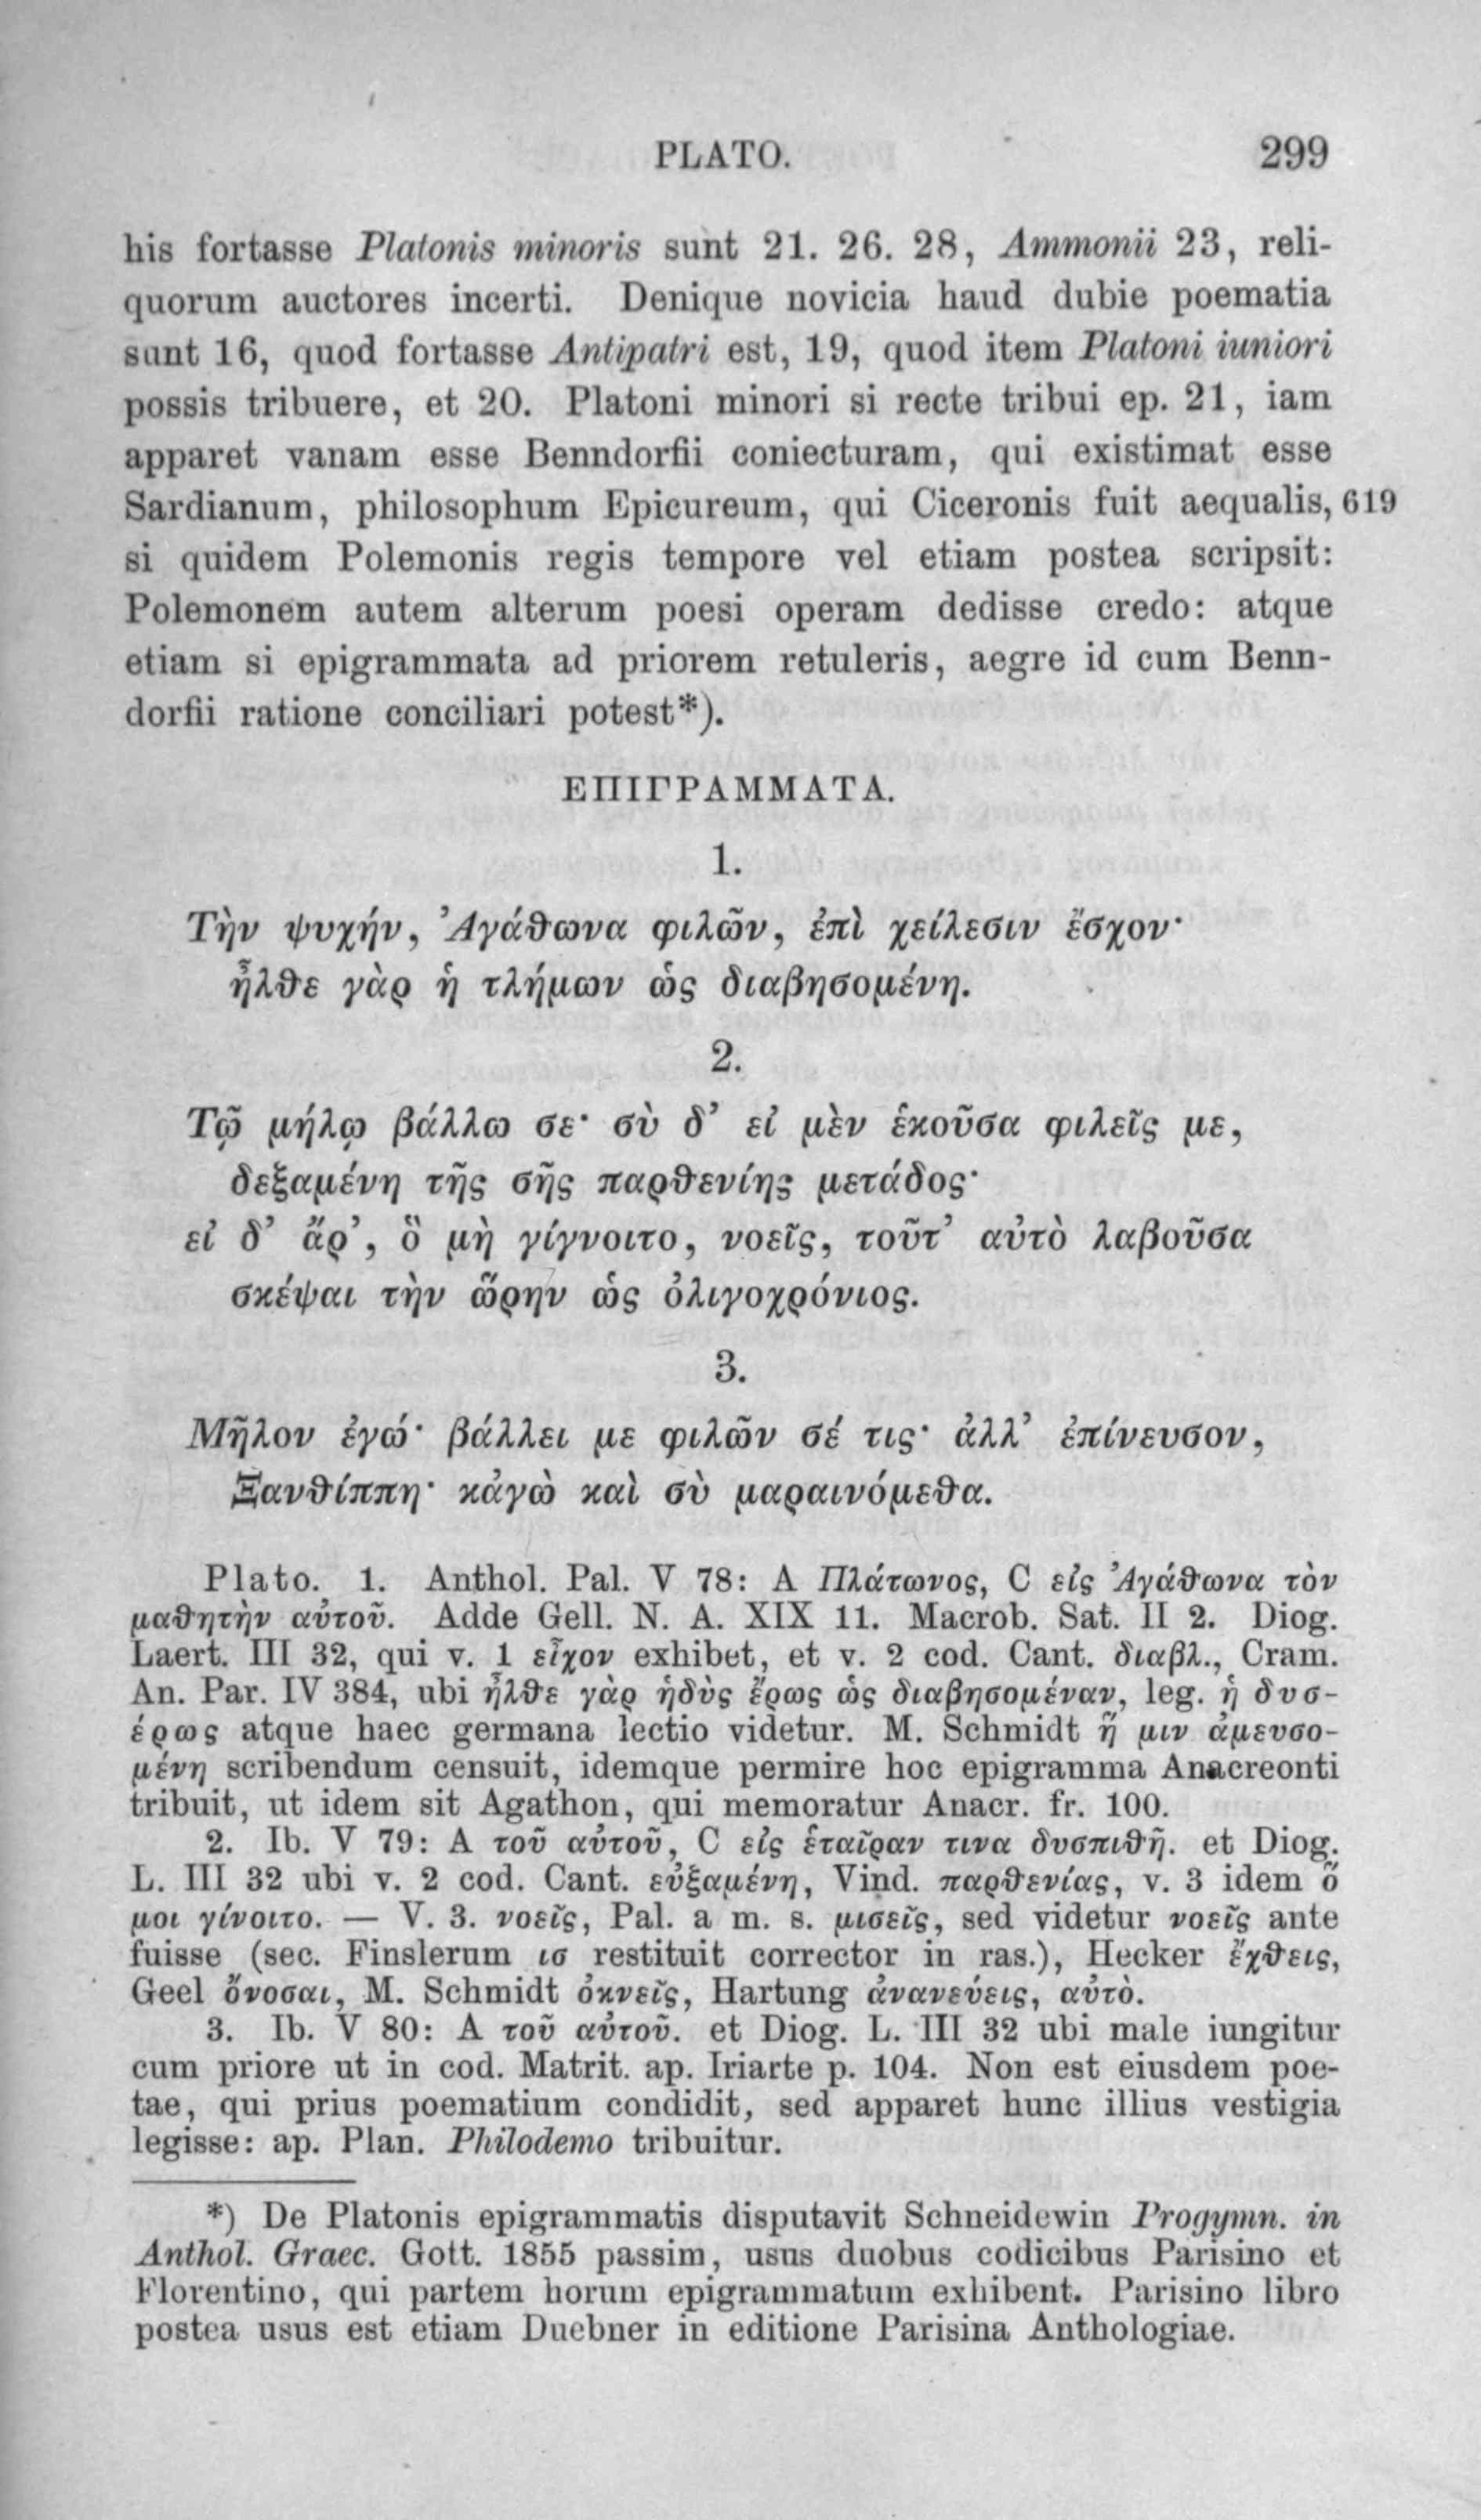 PLATO. 299
his fortasse Platonis minoris sunt 21. 26. 28, Ammonii 23, reli-
quorum auctores incerti. Denique novicia haud dubie poematia
sunt 16, quod fortasse Antipatri est, 19, quod item Platoni iuniori
possis tribuere, et 20. Platoni minori si recte tribui ep. 21, iam
apparet vanam esse Benndorfii coniecturam, qui existimat esse
Sardianum, philosophum Epicureum, qui Ciceronis fuit aequalis, 619
si quidem Polemonis regis tempore vel etiam postea scripsit:
Polemonem autem alterum poesi operam dedisse credo: atque
etiam si epigrammata ad priorem retuleris, aegre id cum Benn-
dorfii ratione conciliari potest*).
ΕΠΙΓΡΑΜΜΑΤΑ.
1.
Τὴν ψυχήν, Ἀγάθωνα φιλῶν, ἐπὶ χείλεσιν ἔσχον·
ἦλθε γὰρ ἡ τλήμων ὡς διαβησομένη.
2.
Τῷ μήλῳ βάλλω σε· σὺ δ’ εἰ μὲν ἑκοῦσα φιλεῖς με,
δεξαμένη τῆς σῆς παρθενίης μετάδος·
εἰ δ’ ἄρ’, ὃ μὴ γίγνοιτο, νοεῖς, τοῦτ’ αὐτὸ λαβοῦσα
σκέψαι τὴν ὥρην ὡς ὀλιγοχρόνιος.
3.
Μῆλον ἐγώ· βάλλει με φιλῶν σέ τις· ἀλλ’ ἐπίνευσον,
Ξανθίππη· κἀγὼ καὶ σὺ μαραινόμεθα.
Plato. 1. Anthol. Pal. V 78: A Πλάτωνος, C εἰς Ἀγάθωνα τὸν
μαθητὴν αὐτοῦ. Adde Gell. N. A. XIX 11. Macrob. Sat. II 2. Diog.
Laert. III 32, qui v. 1 εἶχον exhibet, et v. 2 cod. Cant. διαβλ., Cram.
An. Par. IV 384, ubi ἦλθε γὰρ ἡδὺς ἔρως ὡς διαβησομέναν, leg. ἡ δυσ-
έρως atque haec germana lectio videtur. M. Schmidt ἥ μιν ἀμευσο-
μένη scribendum censuit, idemque permire hoc epigramma Anacreonti
tribuit, ut idem sit Agathon, qui memoratur Anacr. fr. 100.
2. Ib. V 79: A τοῦ αὐτοῦ, C εἰς ἑταῖραν τινα δυσπιθῆ. et Diog.
L. III 32 ubi v. 2 cod. Cant. εὐξαμένη, Vind. παρθενίας, v. 3 idem ὅ
μοι γίνοιτο. — V. 3. νοεῖς, Pal. a m. s. μισεῖς, sed videtur νοεῖς ante
fuisse (sec. Finslerum ισ restituit corrector in ras.), Hecker ἔχθεις,
Geel ὄνοσαι, M. Schmidt ὀκνεῖς, Hartung ἀνανεύεις, αὐτὸ.
3. Ib. V 80: A τοῦ αὐτοῦ. et Diog. L. III 32 ubi male iungitur
cum priore ut in cod. Matrit. ap. Iriarte p. 104. Non est eiusdem poe-
tae, qui prius poematium condidit, sed apparet hunc illius vestigia
legisse: ap. Plan. Philodemo tribuitur.
*) De Platonis epigrammatis disputavit Schneidewin Progymn. in
Anthol. Graec. Gott. 1855 passim, usus duobus codicibus Parisino et
Florentino, qui partem horum epigrammatum exhibent. Parisino libro
postea usus est etiam Duebner in editione Parisina Anthologiae.